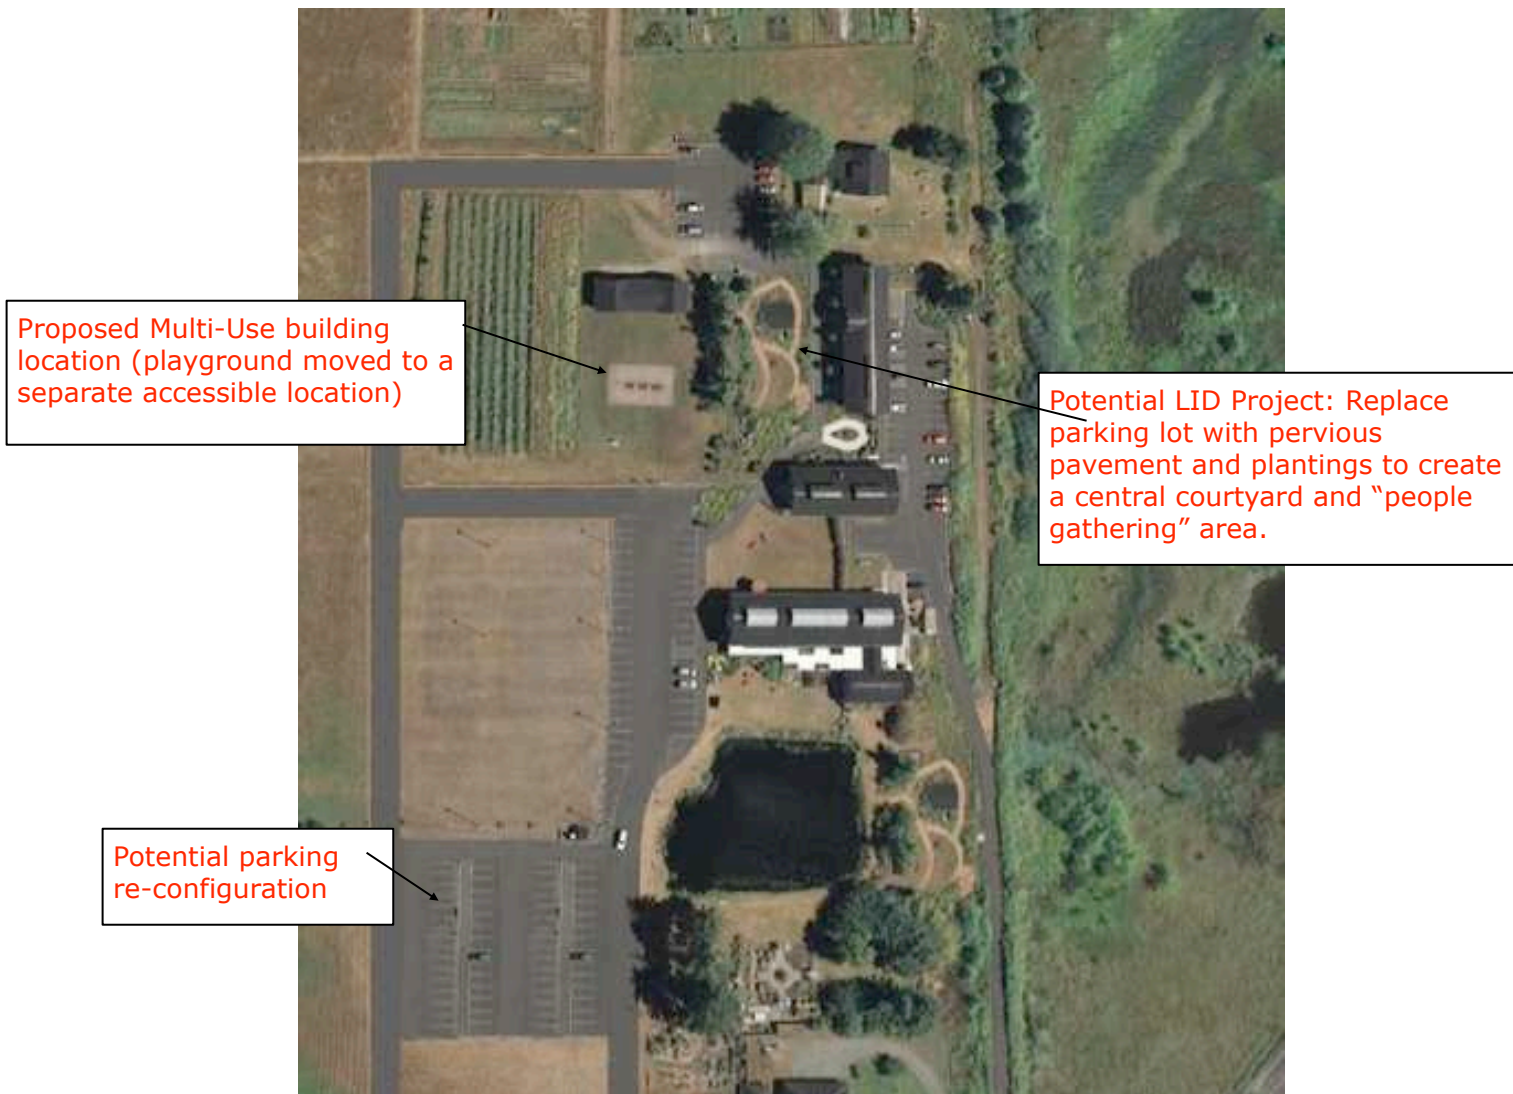 Proposed Multi-Use building
location (playground moved to a
separate accessible location)
Potential LID Project: Replace
parking lot with pervious
pavement and plantings to create
a central courtyard and “people
gathering” area.
Potential parking
re-configuration